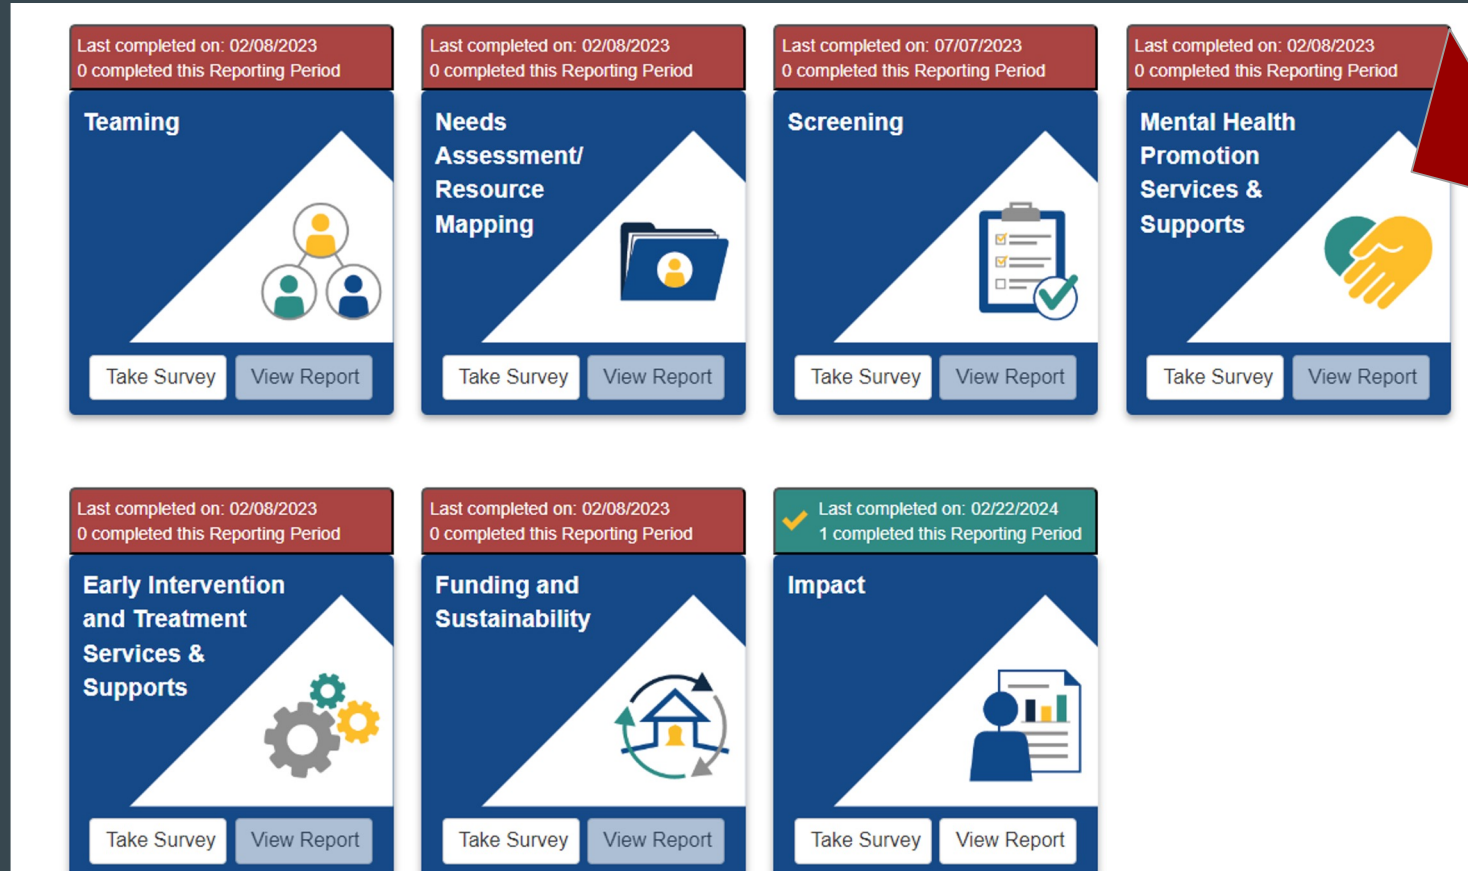 Last completed on: 02/08/2023
0 completed this Reporting Period
Teaming
Take Survey
View Report
Last completed on: 02/08/2023
0 completed this Reporting Period
Needs
Assessment/
Resource
Mapping
Take Survey
View Report
Last completed on: 07/07/2023
0 completed this Reporting Period
Screening
Take Survey
View Report
Last completed on: 02/08/2023
0 completed this Reporting Period
Mental Health
Promotion
Services &
Supports
Take Survey
View Report
Last completed on: 02/08/2023
0 completed this Reporting Period
Early Intervention
and Treatment
Services &
Supports
Take Survey
View Report
Last completed on: 02/08/2023
0 completed this Reporting Period
Funding and
Sustainability
Take Survey
View Report
Last completed on: 02/22/2024
1 completed this Reporting Period
Impact
Take Survey
View Report